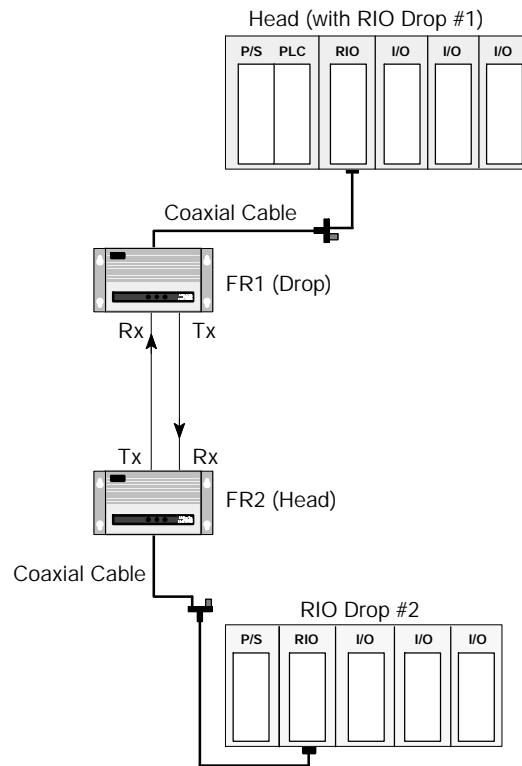 Head (with RIO Drop #1)
P/S PLC RIO I/O I/O I/O
Coaxial Cable
FR1 (Drop)
Rx Tx
Tx Rx
FR2 (Head)
Coaxial Cable
RIO Drop #2
P/S RIO I/O I/O I/O